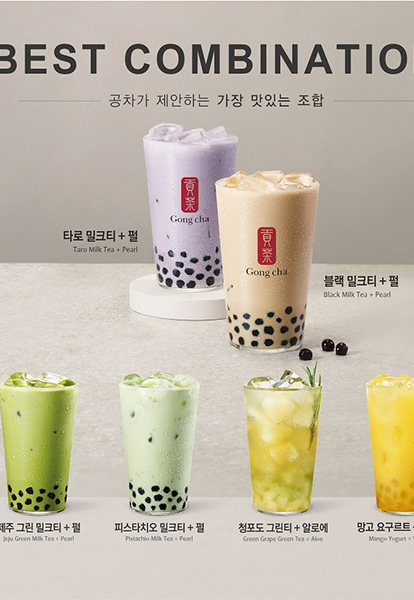 BEST COMBINATIO
공차가 제안하는 가장 맛있는 조합
貢茶
Gong cha
타로 밀크티 + 펄
Taro Milk Tea + Pearl
貢茶
Gong cha
블랙 밀크티 + 펄
Black Milk Tea + Pearl
제주 그린 밀크티 + 펄
Jeju Green Milk Tea + Pearl
피스타치오 밀크티 + 펄
Pistachio Milk Tea + Pearl
청포도 그린티 + 알로에
Green Grape Green Tea + Aloe
망고 요구르트 +
Mango Yogurt +